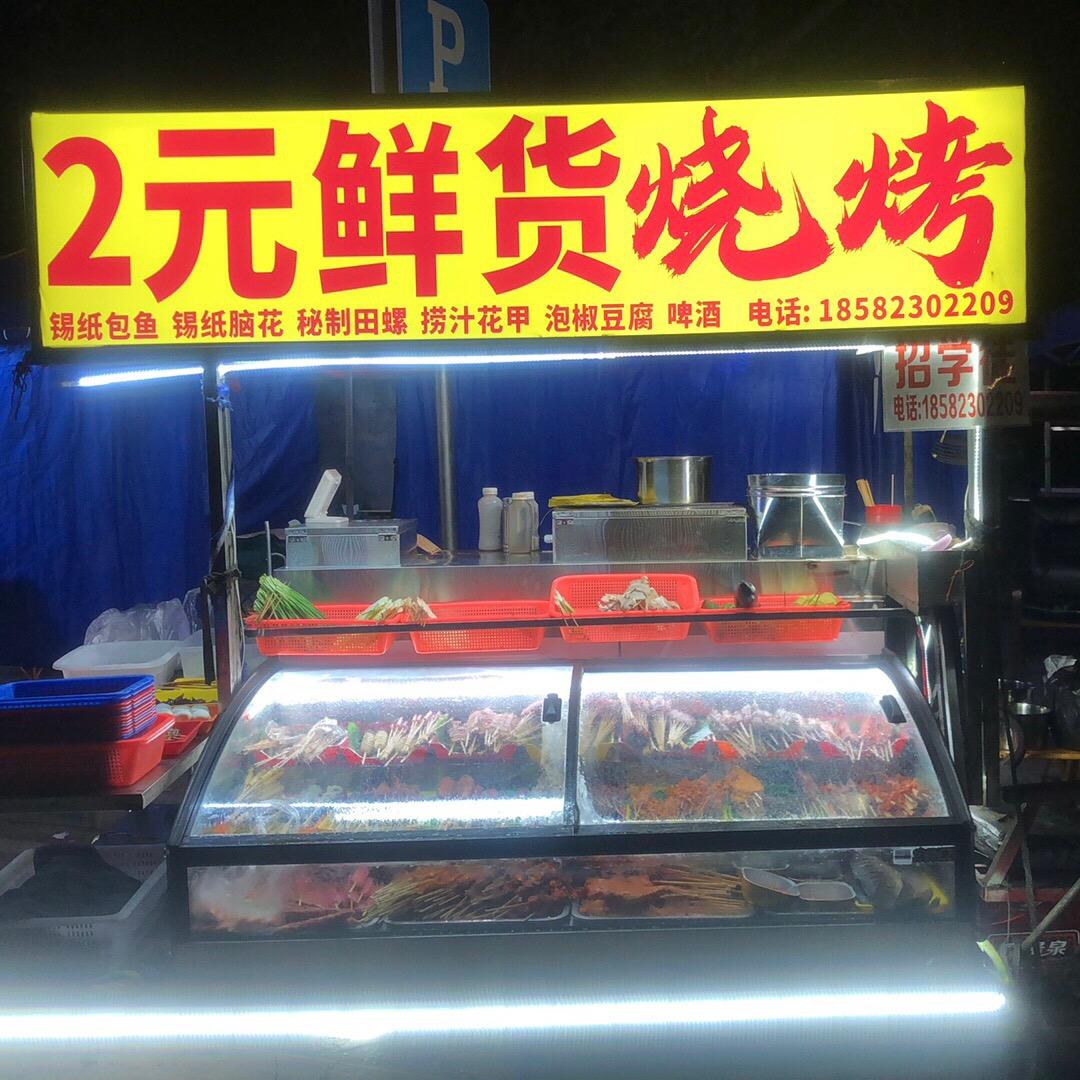 P
2元鲜货烧烤
锡纸包鱼 锡纸脑花 秘制田螺 捞汁花甲 泡椒豆腐 啤酒 电话: 18582302209
招学徒
电话:18582302209